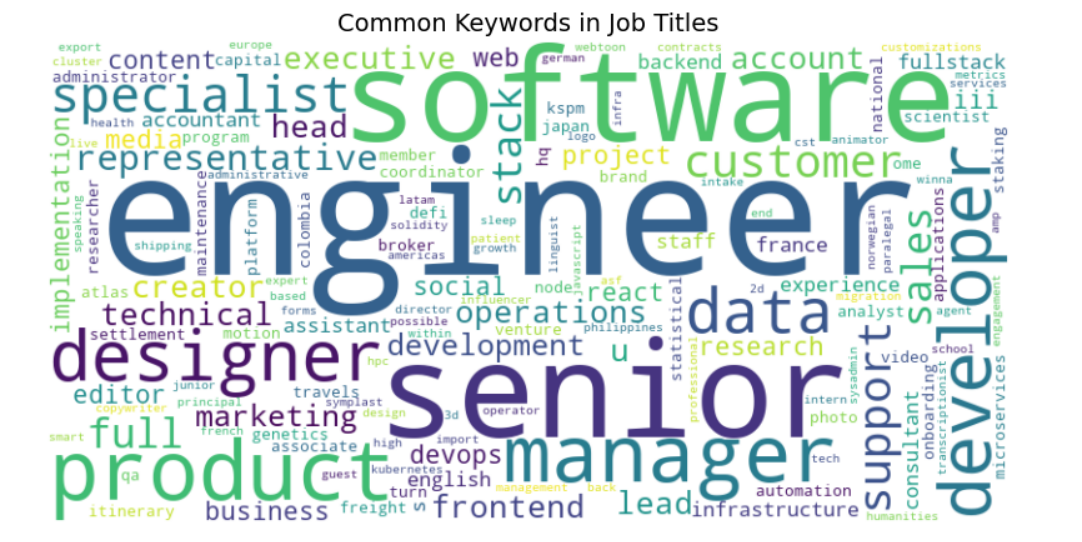 Common Keywords in Job Titles
export
europe
webtoon
contracts
customizations
cluster
content
capital
executive
web
german
backend
account
fullstack
administrator
metrics
services
specialist
software
iii
scientist
national
health
accountant
head
stack
kspm
infra
japan
logo
cst
animator
live
media
program
hq
project
customer
ome
staking
representative
member
coordinator
brand
intake
winna
implementation
speaking
researcher
maintenance
administrative
engineer
latam
defi
solidity
sleep
linguist
javascript
end
norwegian
paralegal
sales
applications
developer
amp
shipping
platform
colombia
broker
americas
patient
growth
staff
france
atlas
creator
expert
social
node
asf
react
2d
experience
migration
based
influencer
statistical
data
technical
forms
director
operations
analyst
agent
engagement
settlement
motion
assistant
possible
within
venture
philippines
designer
hpc
development
u
research
professional
support
video
school
sysadmin
editor
junior
principal
travels
symplast
senior
intern
onboarding
transcriptionist
microservices
copywriter
marketing
design
3d
operator
photo
consultant
smart
full
french
genetics
associate
high
import
devops
manager
tech
product
qa
guest
kubernetes
english
management
back
automation
turn
itinerary
business
freight
s
frontend
lead
infrastructure
humanities